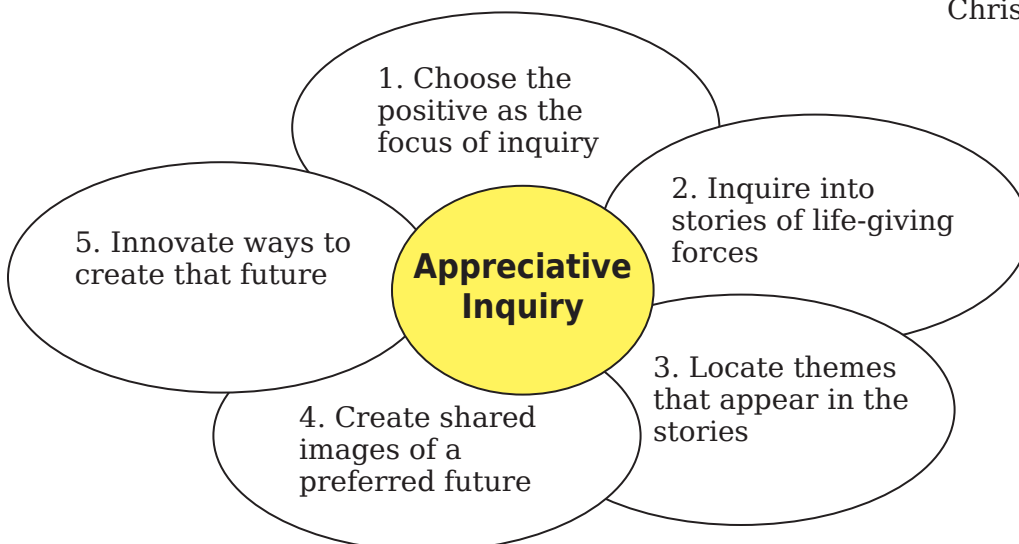 Chris
1. Choose the
positive as the
focus of inquiry
2. Inquire into
stories of life-giving
forces
5. Innovate ways to
create that future
Appreciative
Inquiry
3. Locate themes
that appear in the
stories
4. Create shared
images of a
preferred future